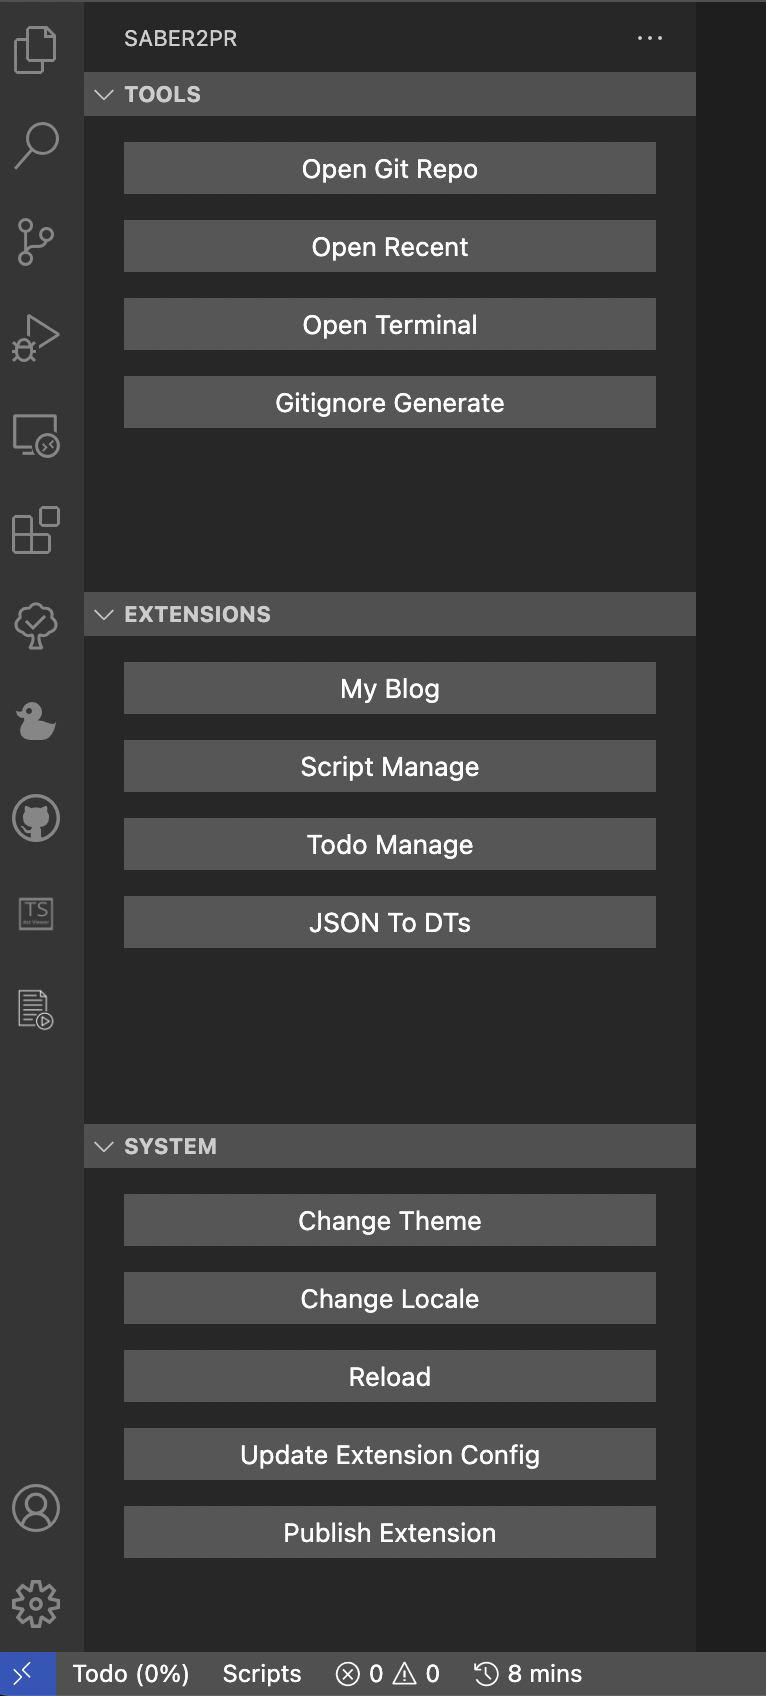 SABER2PR
TOOLS
Open Git Repo
Open Recent
Open Terminal
Gitignore Generate
EXTENSIONS
My Blog
Script Manage
Todo Manage
JSON To DTs
TS
SYSTEM
Change Theme
Change Locale
Reload
Update Extension Config
Publish Extension
Todo (0%) Scripts 0 0 8 mins